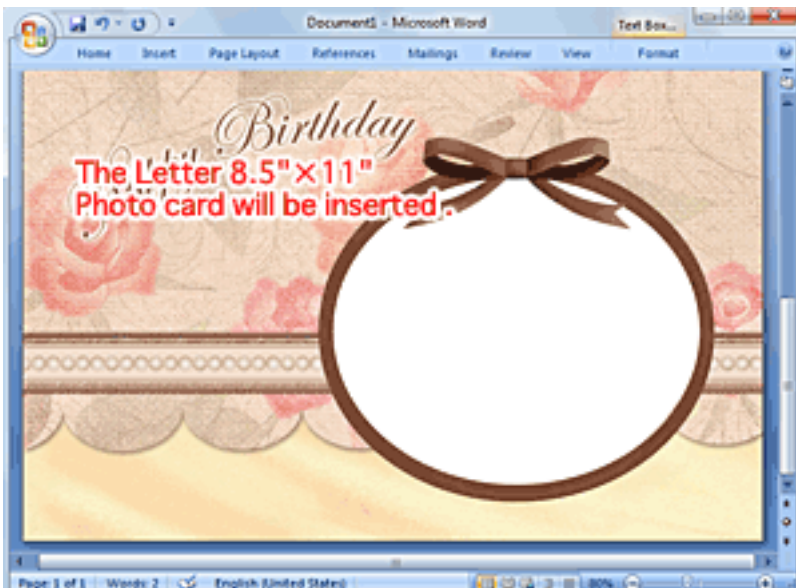 Document1 - Microsoft Word
Text Box...
Home Insert Page Layout References Mailings Review View Format
Birthday
The Letter 8.5"×11"
Photo card will be inserted .
Page: 1 of 1 Words: 2 English (United States) 80%